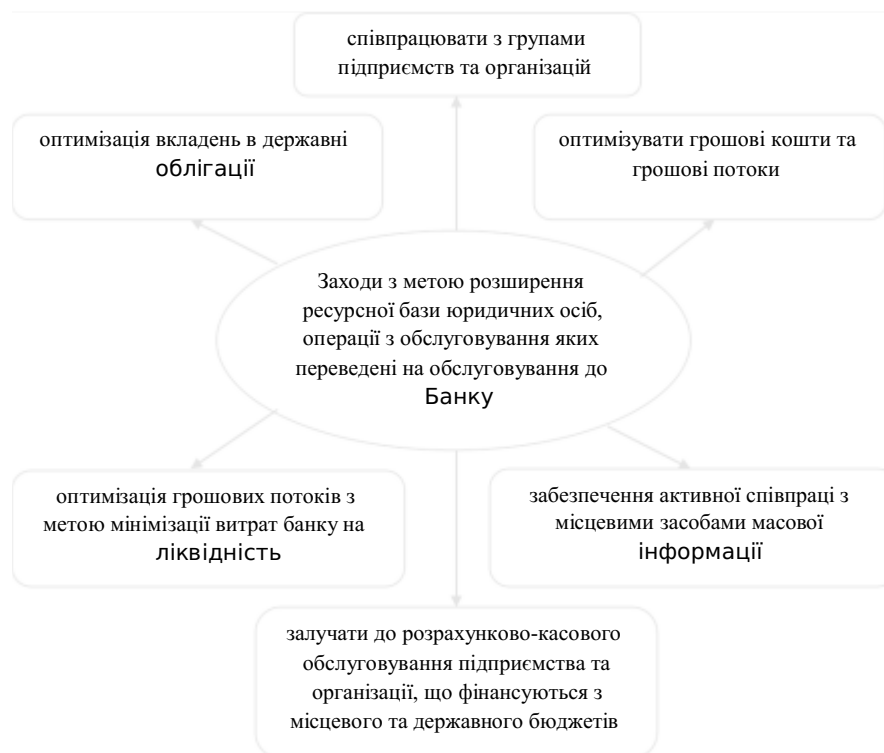 співпрацювати з групами
підприємств та організацій
оптимізація вкладень в державні
облігації
оптимізувати грошові кошти та
грошові потоки
Заходи з метою розширення
ресурсної бази юридичних осіб,
операції з обслуговування яких
переведені на обслуговування до
Банку
оптимізація грошових потоків з
метою мінімізації витрат банку на
ліквідність
забезпечення активної співпраці з
місцевими засобами масової
інформації
залучати до розрахунково-касового
обслуговування підприємства та
організації, що фінансуються з
місцевого та державного бюджетів